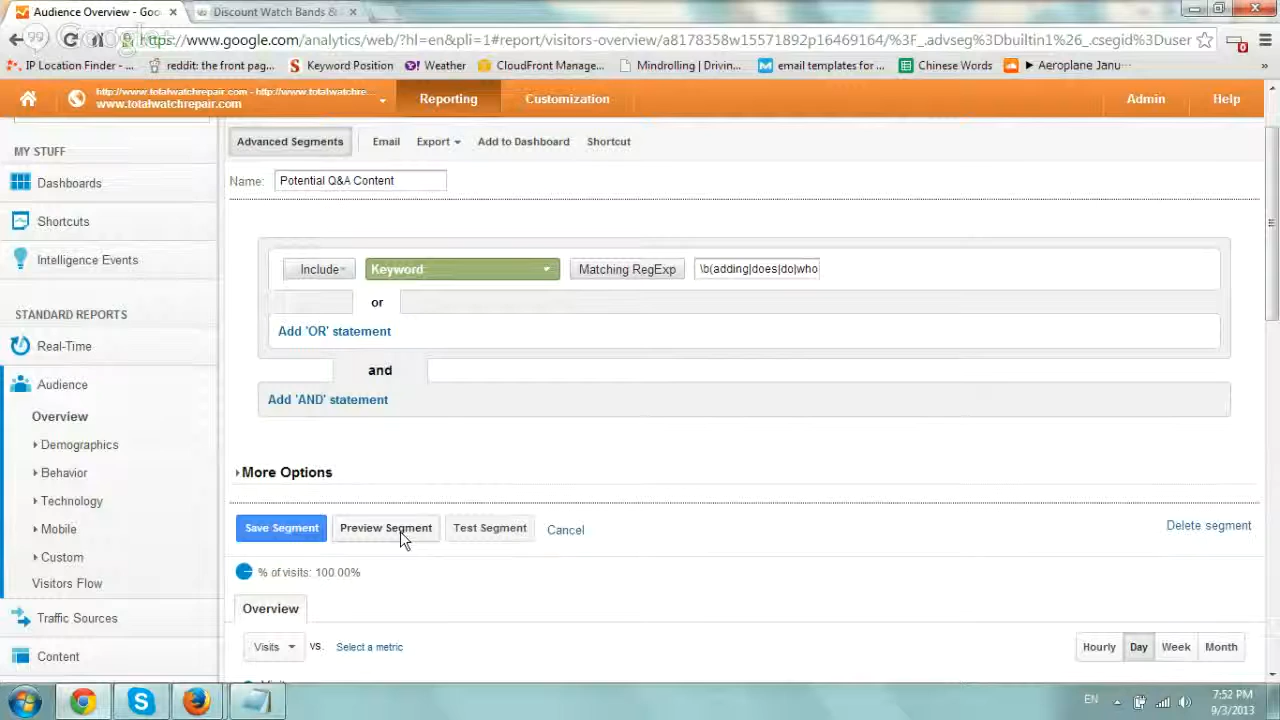 Audience Overview - Goo
Discount Watch Bands &
https://www.google.com/analytics/web/?hl=en&pli=1#report/visitors-overview/a8178358w15571892p16469164/%3F_.advseg%3Dbuiltin1%26_.csegid%3Duser
IP Location Finder - ...
reddit: the front pag...
Keyword Position
Weather
CloudFront Manage...
Mindrolling | Drivin...
email templates for ...
Chinese Words
Aeroplane Janu...
»
http://www.totalwatchrepair.com - http://www.totalwatchre...
www.totalwatchrepair.com
Reporting
Customization
Admin
Help
MY STUFF
Dashboards
Shortcuts
Intelligence Events
STANDARD REPORTS
Real-Time
Audience
Overview
Demographics
Behavior
Technology
Mobile
Custom
Visitors Flow
Traffic Sources
Content
Advanced Segments
Email
Export
Add to Dashboard
Shortcut
Name:
Potential Q&A Content
Include
Keyword
Matching RegExp
\b(adding|does|do|who
or
Add 'OR' statement
and
Add 'AND' statement
More Options
Save Segment
Preview Segment
Test Segment
Cancel
Delete segment
% of visits: 100.00%
Overview
Visits
vs.
Select a metric
Hourly
Day
Week
Month
EN
7:52 PM
9/3/2013